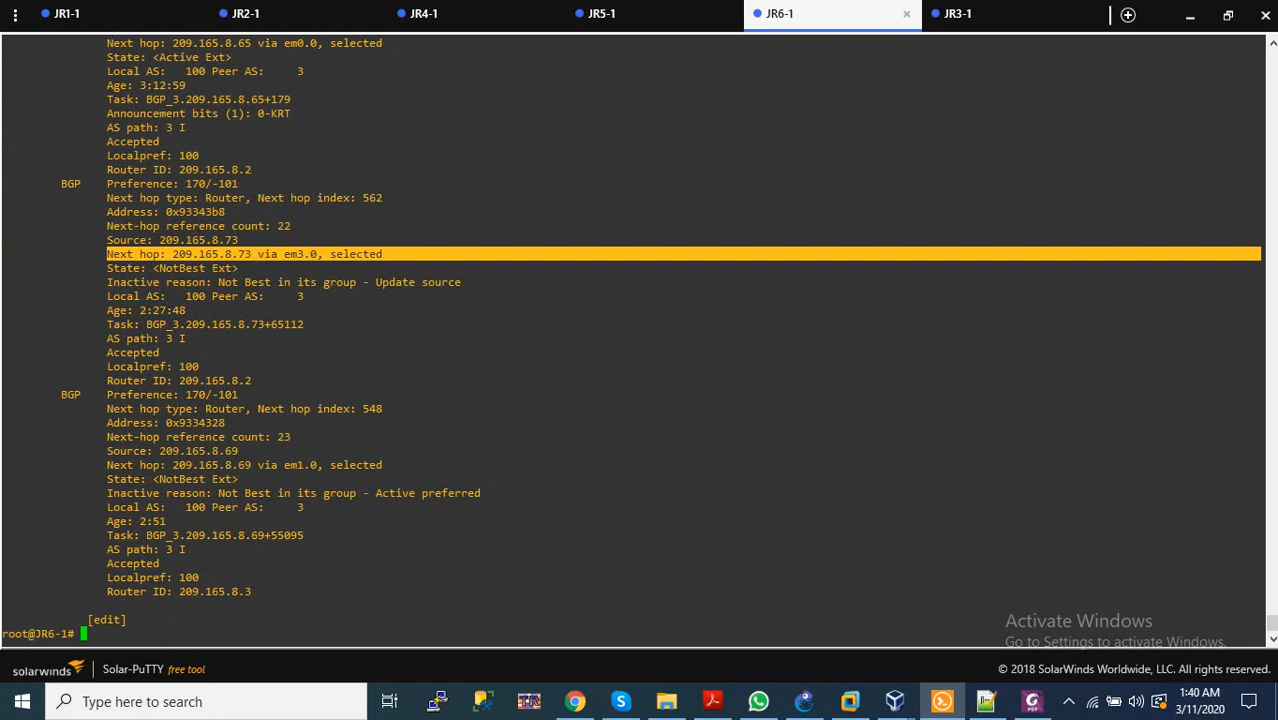 JR1-1 JR2-1 JR4-1 JR5-1 JR6-1 JR3-1
Next hop: 209.165.8.65 via em0.0, selected
State: <Active Ext>
Local AS: 100 Peer AS: 3
Age: 3:12:59
Task: BGP_3.209.165.8.65+179
Announcement bits (1): 0-KRT
AS path: 3 I
Accepted
Localpref: 100
Router ID: 209.165.8.2
BGP Preference: 170/-101
Next hop type: Router, Next hop index: 562
Address: 0x93343b8
Next-hop reference count: 22
Source: 209.165.8.73
Next hop: 209.165.8.73 via em3.0, selected
State: <NotBest Ext>
Inactive reason: Not Best in its group - Update source
Local AS: 100 Peer AS: 3
Age: 2:27:48
Task: BGP_3.209.165.8.73+65112
AS path: 3 I
Accepted
Localpref: 100
Router ID: 209.165.8.2
BGP Preference: 170/-101
Next hop type: Router, Next hop index: 548
Address: 0x9334328
Next-hop reference count: 23
Source: 209.165.8.69
Next hop: 209.165.8.69 via em1.0, selected
State: <NotBest Ext>
Inactive reason: Not Best in its group - Active preferred
Local AS: 100 Peer AS: 3
Age: 2:51
Task: BGP_3.209.165.8.69+55095
AS path: 3 I
Accepted
Localpref: 100
Router ID: 209.165.8.3
[edit]
root@JR6-1#
Activate Windows
Go to Settings to activate Windows.
solarwinds Solar-PuTTY free tool © 2018 SolarWinds Worldwide, LLC. All rights reserved.
Type here to search
1:40 AM
3/11/2020